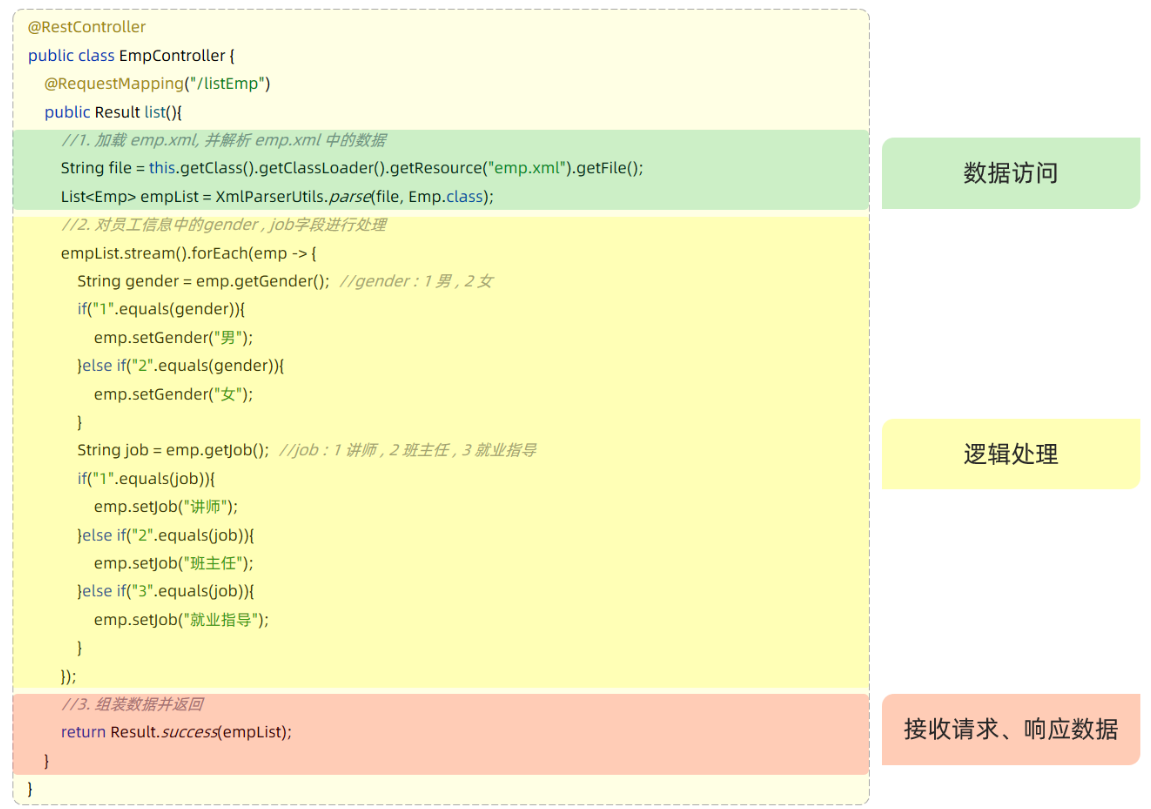 @RestController
public class EmpController {
@RequestMapping("/listEmp")
public Result list(){
//1. 加载 emp.xml, 并解析 emp.xml 中的数据
String file = this.getClass().getClassLoader().getResource("emp.xml").getFile();
List<Emp> empList = XmlParserUtils.parse(file, Emp.class);
数据访问
//2. 对员工信息中的gender , job字段进行处理
empList.stream().forEach(emp -> {
String gender = emp.getGender(); //gender : 1 男 , 2 女
if("1".equals(gender)){
emp.setGender("男");
}else if("2".equals(gender)){
emp.setGender("女");
}
String job = emp.getJob(); //job : 1 讲师 , 2 班主任 , 3 就业指导
if("1".equals(job)){
emp.setJob("讲师");
}else if("2".equals(job)){
emp.setJob("班主任");
}else if("3".equals(job)){
emp.setJob("就业指导");
}
});
逻辑处理
//3. 组装数据并返回
return Result.success(empList);
}
接收请求、响应数据
}